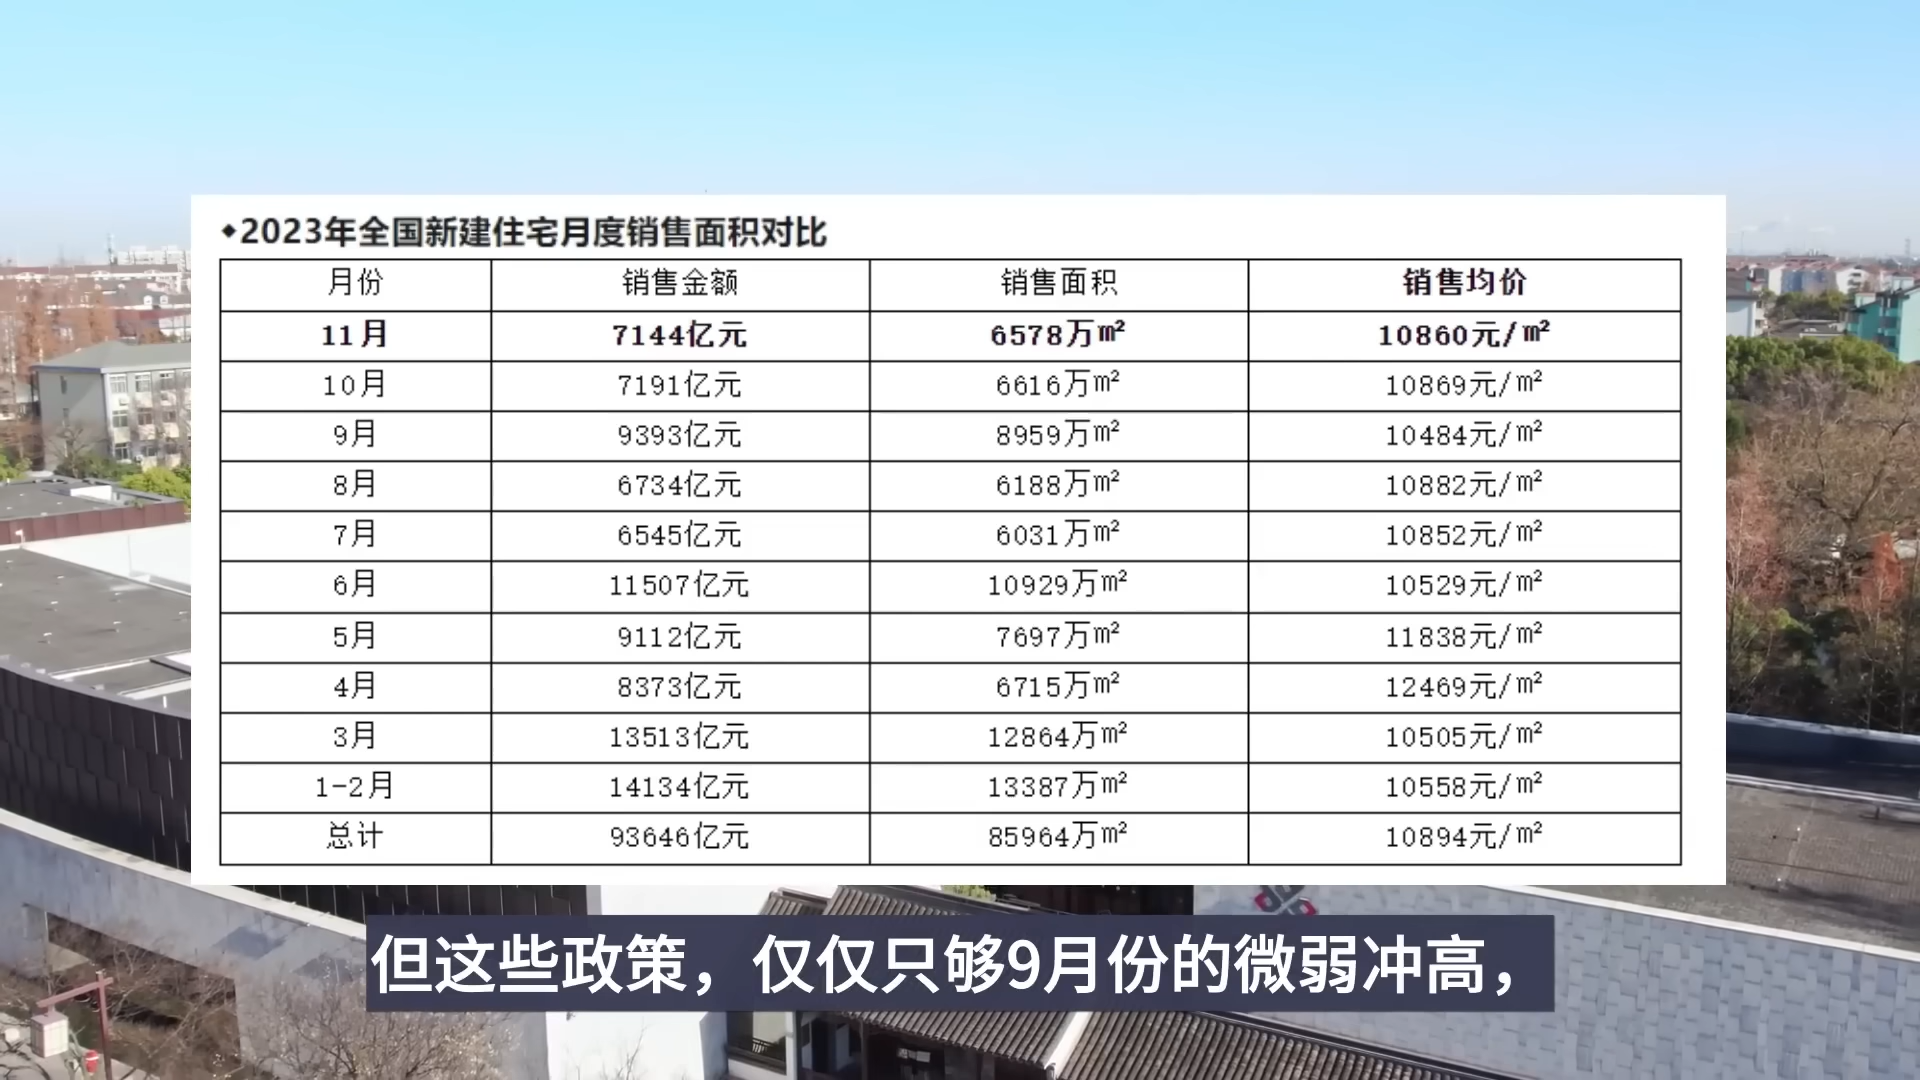 ◆2023年全国新建住宅月度销售面积对比
月份 销售金额 销售面积 销售均价
11月 7144亿元 6578万㎡ 10860元/㎡
10月 7191亿元 6616万㎡ 10869元/㎡
9月 9393亿元 8959万㎡ 10484元/㎡
8月 6734亿元 6188万㎡ 10882元/㎡
7月 6545亿元 6031万㎡ 10852元/㎡
6月 11507亿元 10929万㎡ 10529元/㎡
5月 9112亿元 7697万㎡ 11838元/㎡
4月 8373亿元 6715万㎡ 12469元/㎡
3月 13513亿元 12864万㎡ 10505元/㎡
1-2月 14134亿元 13387万㎡ 10558元/㎡
总计 93646亿元 85964万㎡ 10894元/㎡
但这些政策，仅仅只够9月份的微弱冲高，